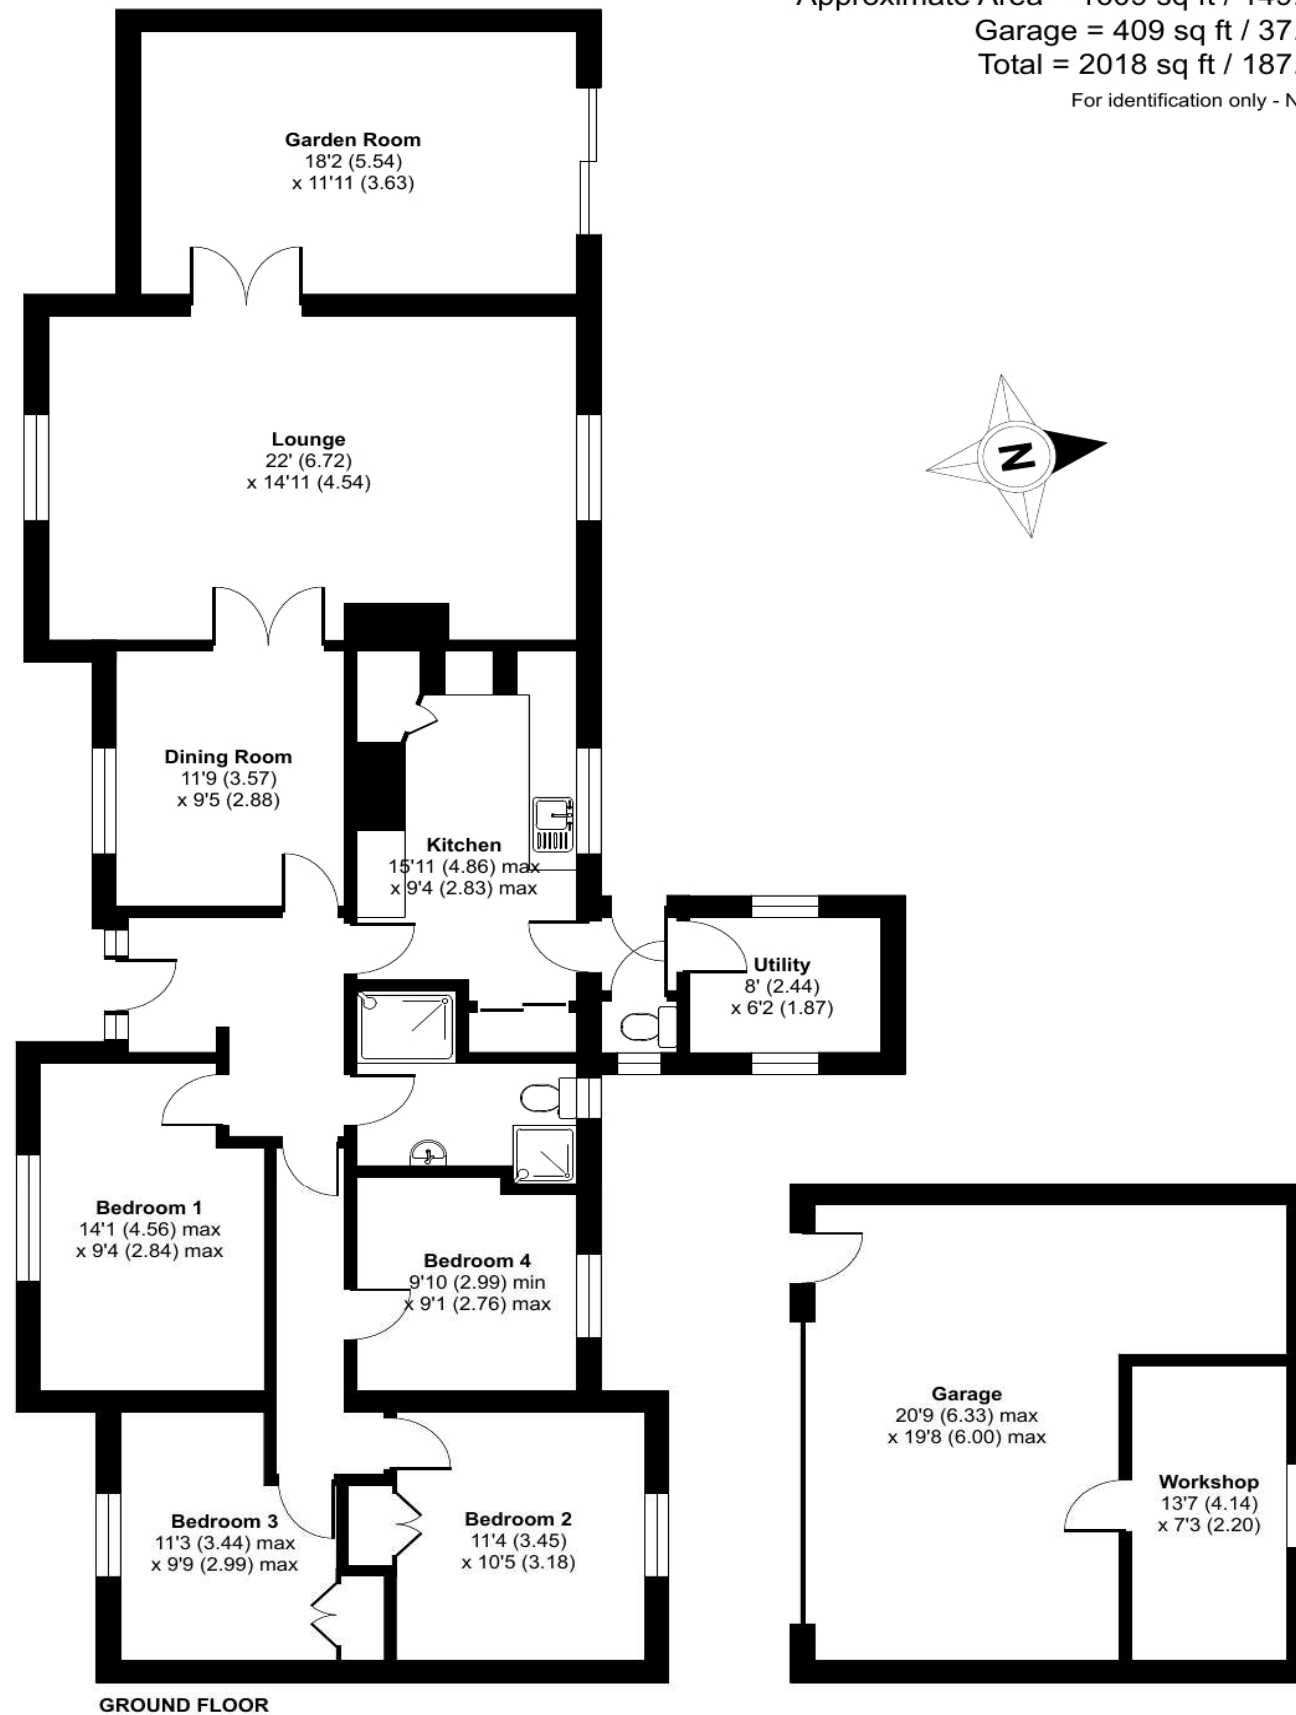 Approximate Area = 1609 sq ft / 149.
Garage = 409 sq ft / 37.
Total = 2018 sq ft / 187.
For identification only - N
Garden Room
18'2 (5.54)
x 11'11 (3.63)
Lounge
22' (6.72)
x 14'11 (4.54)
N
Dining Room
11'9 (3.57)
x 9'5 (2.88)
Kitchen
15'11 (4.86) max
x 9'4 (2.83) max
Utility
8' (2.44)
x 6'2 (1.87)
Bedroom 1
14'1 (4.56) max
x 9'4 (2.84) max
Bedroom 4
9'10 (2.99) min
x 9'1 (2.76) max
Garage
20'9 (6.33) max
x 19'8 (6.00) max
Workshop
13'7 (4.14)
x 7'3 (2.20)
Bedroom 3
11'3 (3.44) max
x 9'9 (2.99) max
Bedroom 2
11'4 (3.45)
x 10'5 (3.18)
GROUND FLOOR